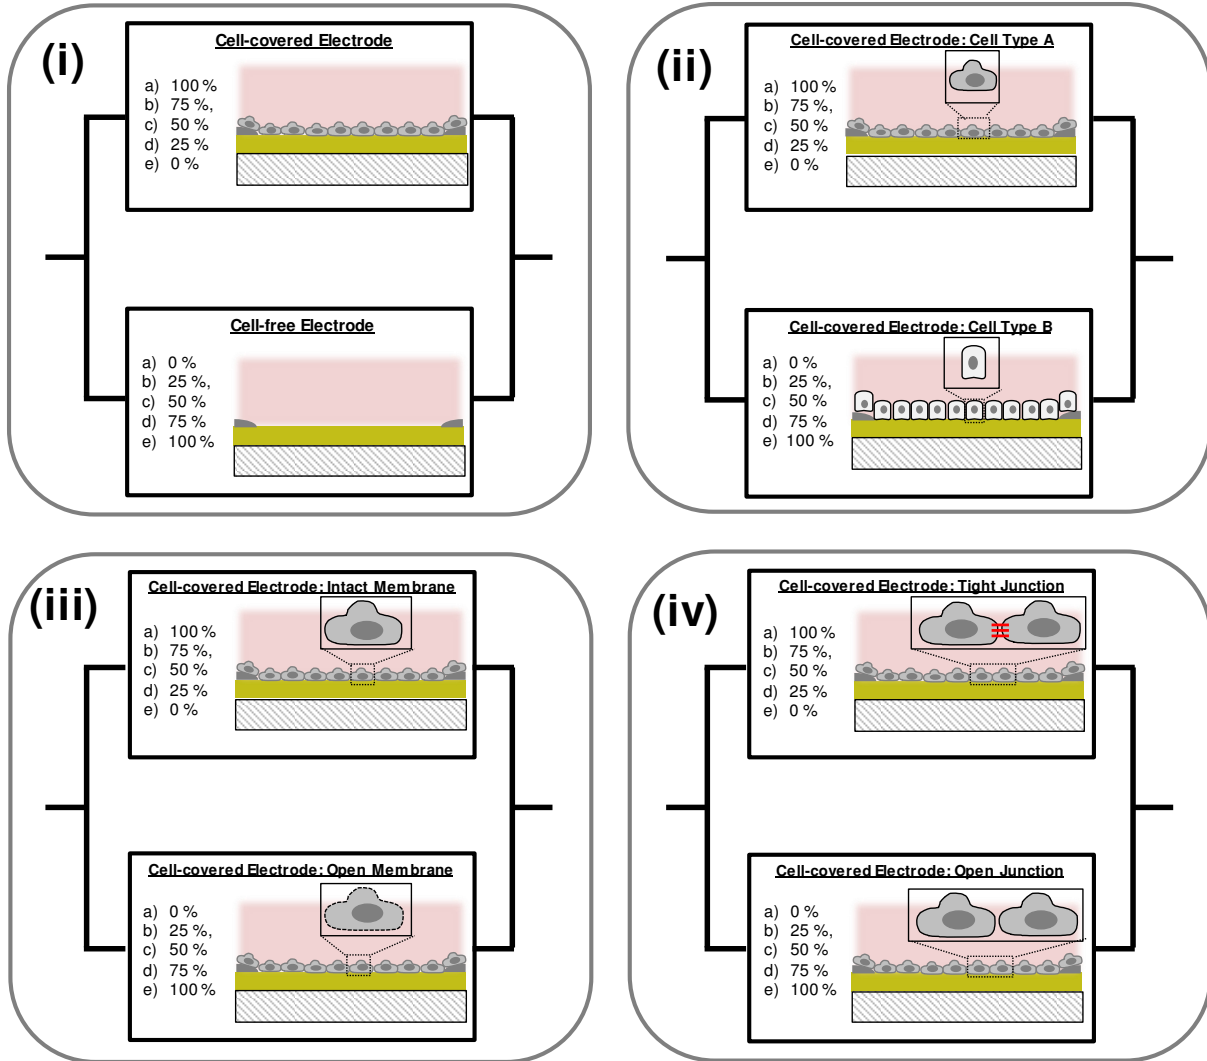 (i)
Cell-covered Electrode
a) 100 %
b) 75 %,
c) 50 %
d) 25 %
e) 0 %
Cell-free Electrode
a) 0 %
b) 25 %,
c) 50 %
d) 75 %
e) 100 %
(ii)
Cell-covered Electrode: Cell Type A
a) 100 %
b) 75 %,
c) 50 %
d) 25 %
e) 0 %
Cell-covered Electrode: Cell Type B
a) 0 %
b) 25 %,
c) 50 %
d) 75 %
e) 100 %
(iii)
Cell-covered Electrode: Intact Membrane
a) 100 %
b) 75 %,
c) 50 %
d) 25 %
e) 0 %
Cell-covered Electrode: Open Membrane
a) 0 %
b) 25 %,
c) 50 %
d) 75 %
e) 100 %
(iv)
Cell-covered Electrode: Tight Junction
a) 100 %
b) 75 %,
c) 50 %
d) 25 %
e) 0 %
Cell-covered Electrode: Open Junction
a) 0 %
b) 25 %,
c) 50 %
d) 75 %
e) 100 %